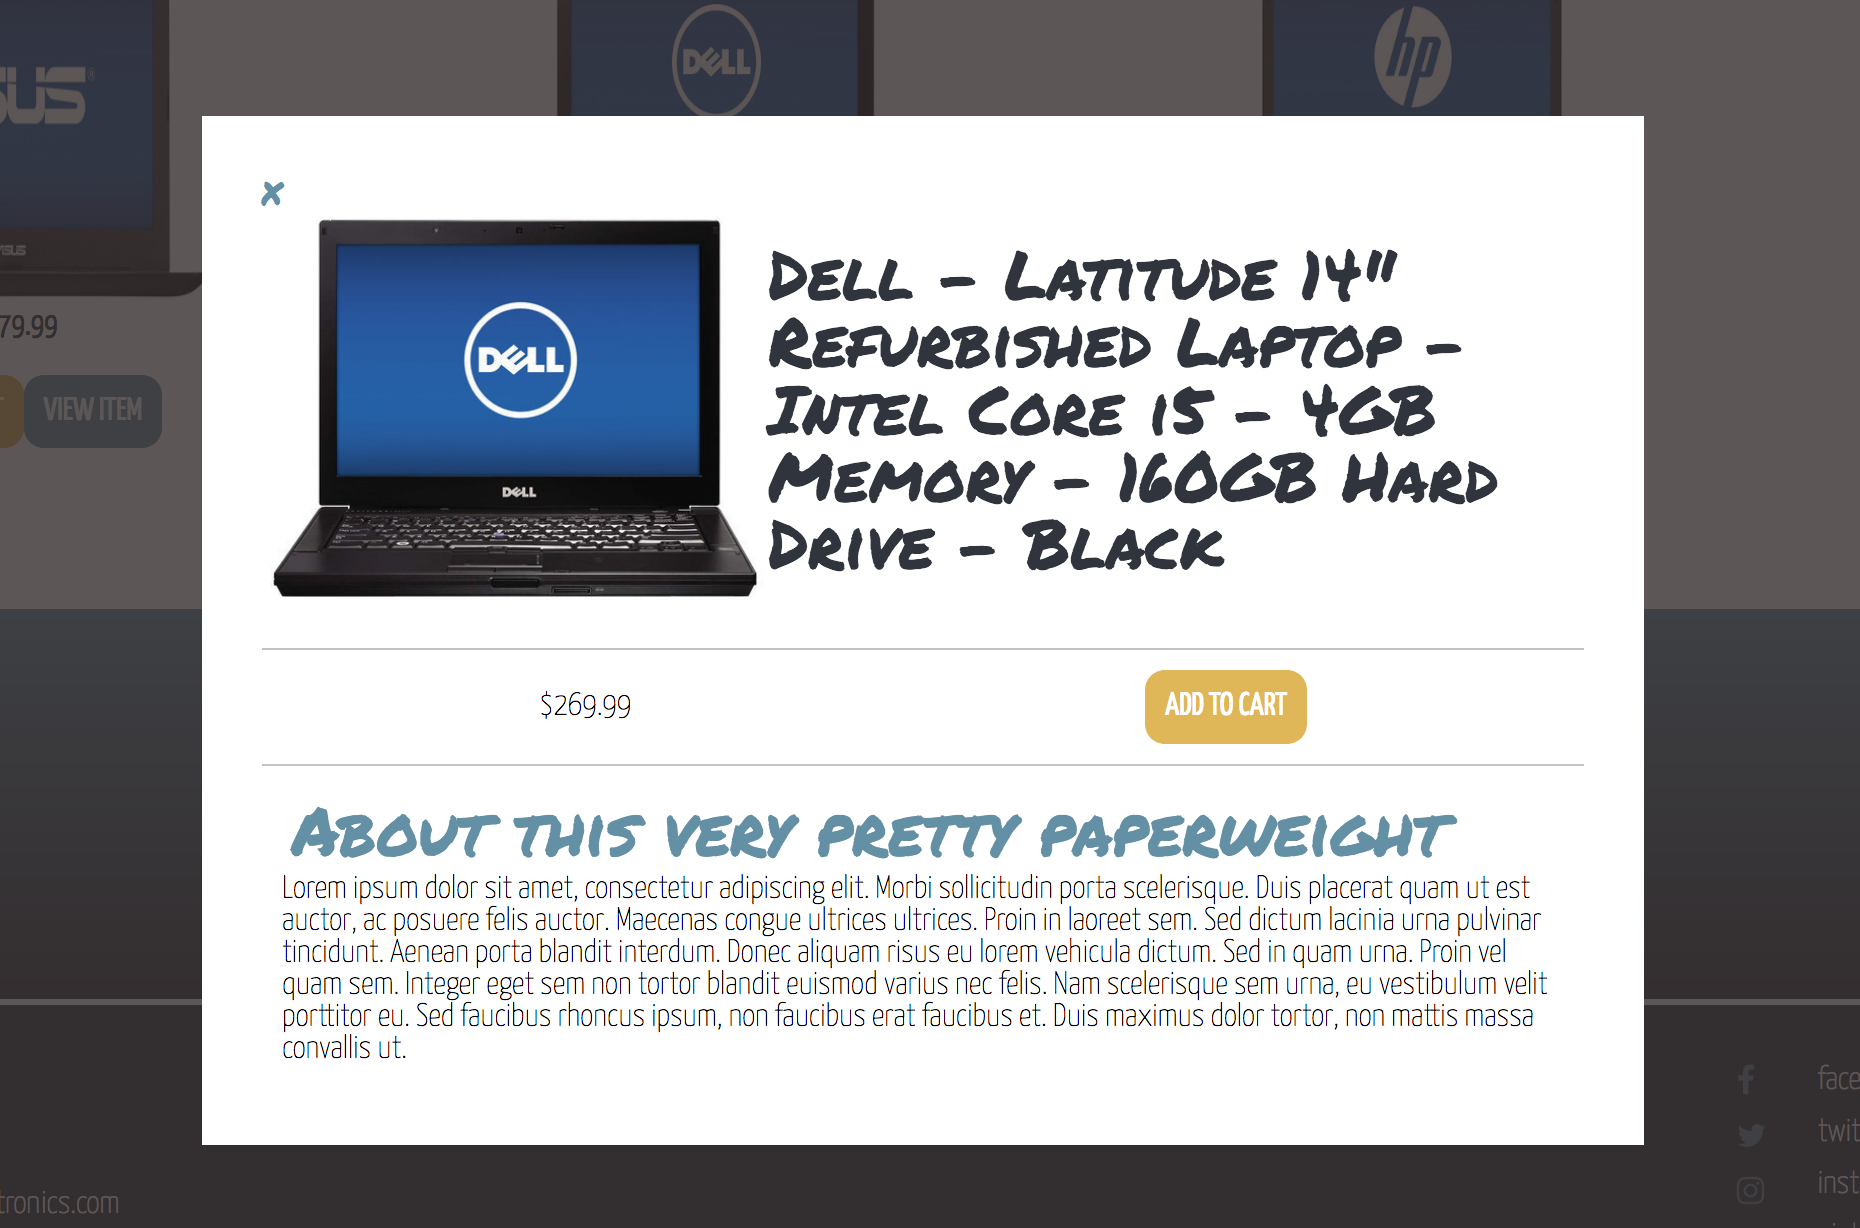 DELL
hp
79.99
VIEW ITEM
x
DELL
DELL
Dell - Latitude 14"
Refurbished Laptop -
Intel Core i5 - 4GB
Memory - 160GB Hard
Drive - Black
$269.99
ADD TO CART
About this very pretty paperweight
Lorem ipsum dolor sit amet, consectetur adipiscing elit. Morbi sollicitudin porta scelerisque. Duis placerat quam ut est
auctor, ac posuere felis auctor. Maecenas congue ultrices ultrices. Proin in laoreet sem. Sed dictum lacinia urna pulvinar
tincidunt. Aenean porta blandit interdum. Donec aliquam risus eu lorem vehicula dictum. Sed in quam urna. Proin vel
quam sem. Integer eget sem non tortor blandit euismod varius nec felis. Nam scelerisque sem urna, eu vestibulum velit
porttitor eu. Sed faucibus rhoncus ipsum, non faucibus erat faucibus et. Duis maximus dolor tortor, non mattis massa
convallis ut.
face
twit
inst
tronics.com